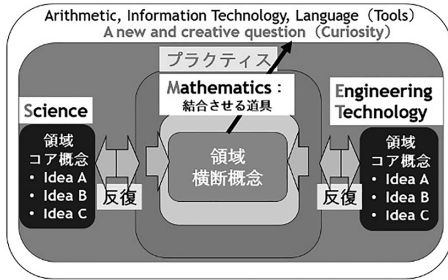 Arithmetic, Information Technology, Language（Tools）
A new and creative question（Curiosity）
プラクティス
Mathematics：
結合させる道具
Science
Engineering
Technology
領域
コア概念
• Idea A
• Idea B
• Idea C
反復
領域
横断概念
反復
領域
コア概念
• Idea A
• Idea B
• Idea C